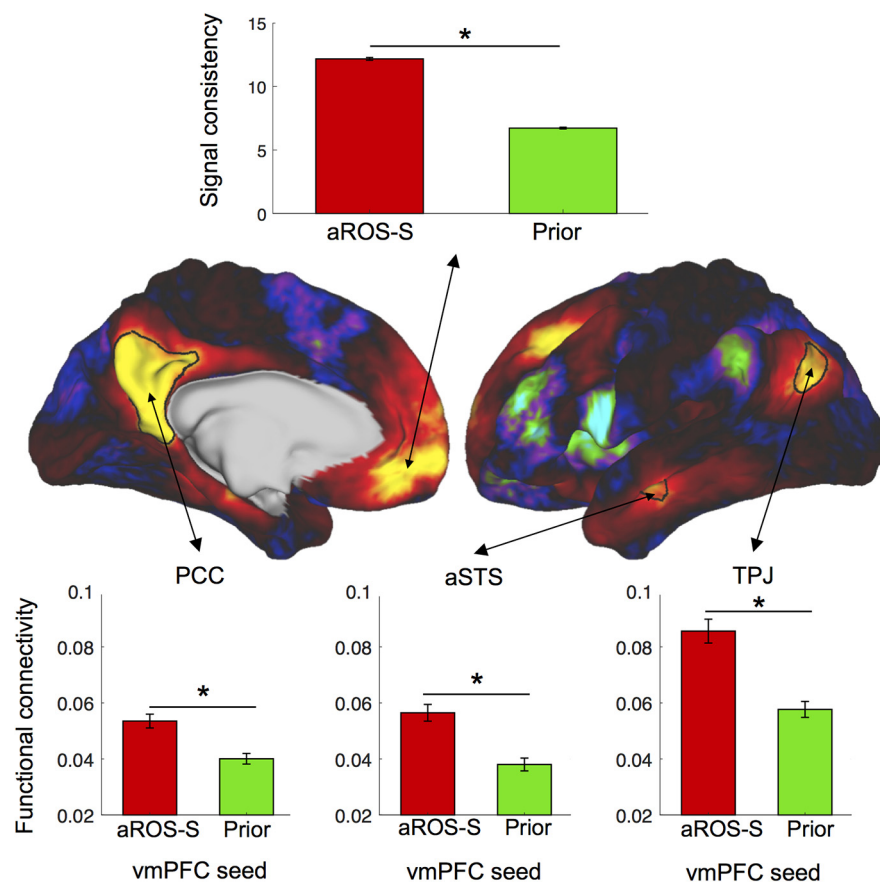 Signal consistency
15
*
10
5
0
aROS-S Prior
PCC aSTS TPJ
Functional connectivity
0.1 0.1 0.1
*
0.08 0.08 0.08
* *
0.06 0.06 0.06
0.04 0.04 0.04
0.02 0.02 0.02
aROS-S Prior aROS-S Prior aROS-S Prior
vmPFC seed vmPFC seed vmPFC seed